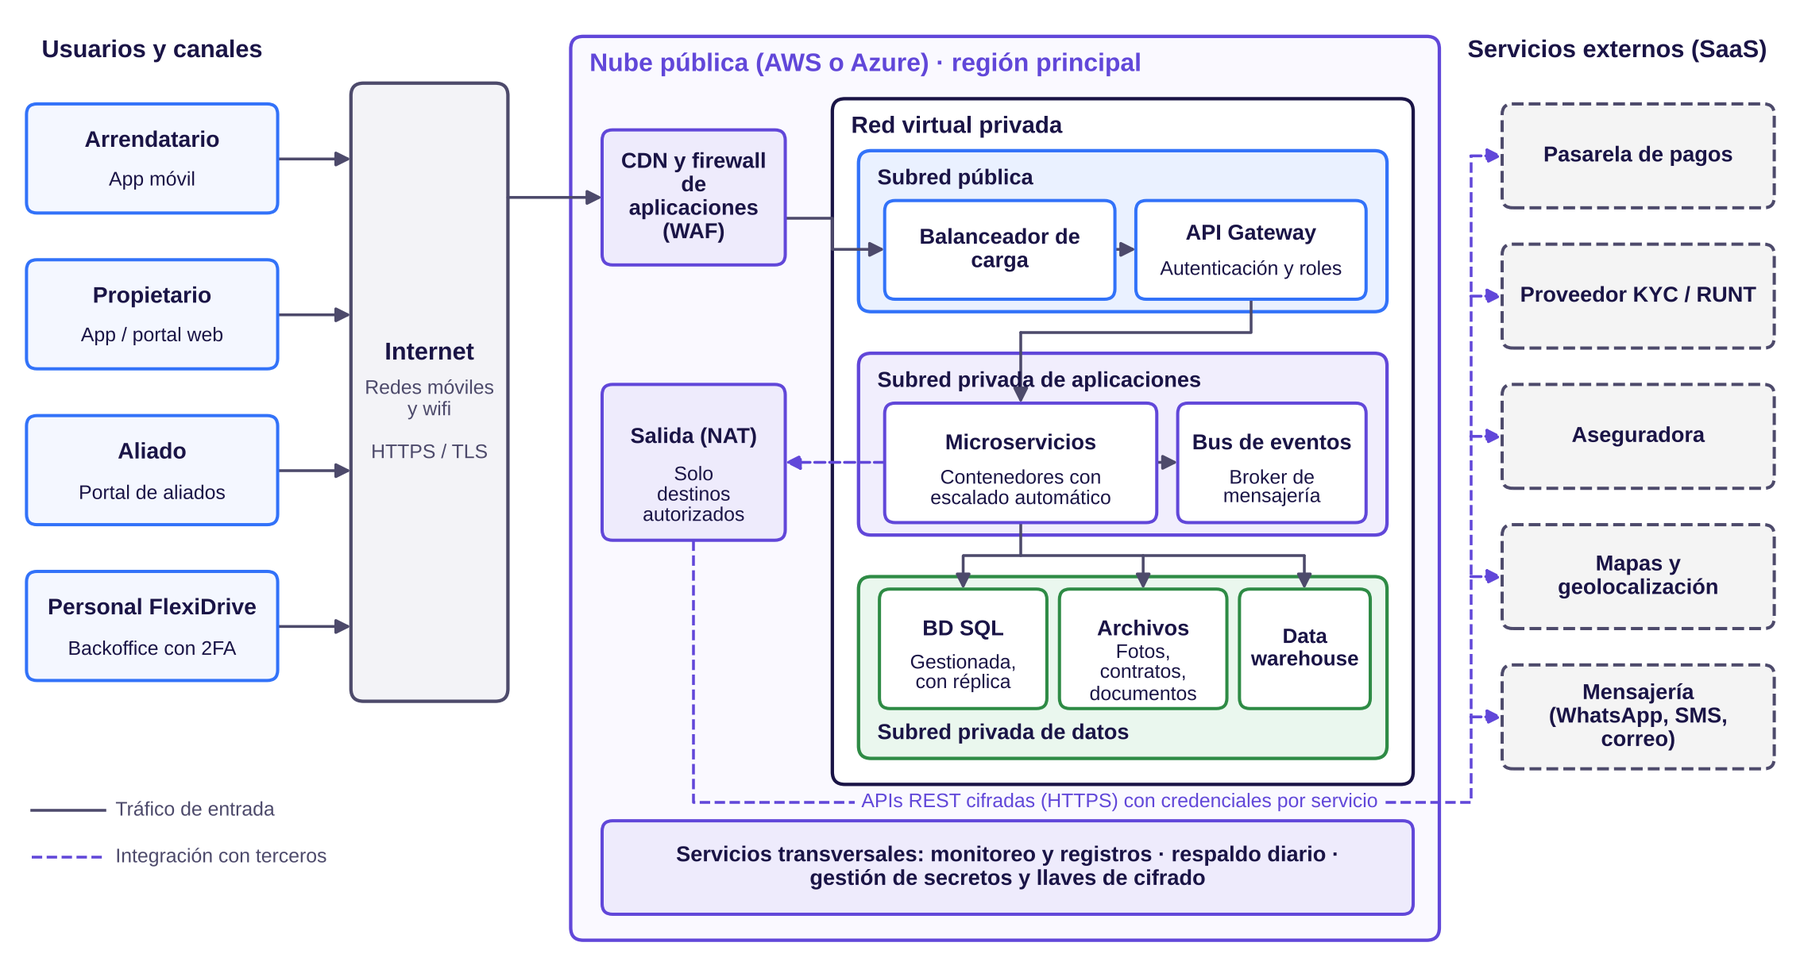 Usuarios y canales
Arrendatario
App móvil
Propietario
App / portal web
Aliado
Portal de aliados
Personal FlexiDrive
Backoffice con 2FA
Tráfico de entrada
Integración con terceros
Internet
Redes móviles
y wifi
HTTPS / TLS
Nube pública (AWS o Azure) · región principal
CDN y firewall
de
aplicaciones
(WAF)
Salida (NAT)
Solo
destinos
autorizados
Red virtual privada
Subred pública
Balanceador de
carga
API Gateway
Autenticación y roles
Subred privada de aplicaciones
Microservicios
Contenedores con
escalado automático
Bus de eventos
Broker de
mensajería
BD SQL
Gestionada,
con réplica
Archivos
Fotos,
contratos,
documentos
Data
warehouse
Subred privada de datos
APIs REST cifradas (HTTPS) con credenciales por servicio
Servicios transversales: monitoreo y registros · respaldo diario ·
gestión de secretos y llaves de cifrado
Servicios externos (SaaS)
Pasarela de pagos
Proveedor KYC / RUNT
Aseguradora
Mapas y
geolocalización
Mensajería
(WhatsApp, SMS,
correo)